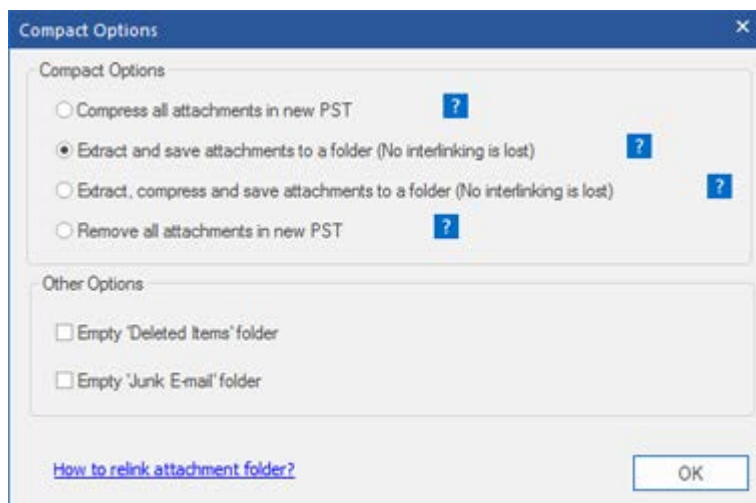 Compact Options
Compact Options
Compress all attachments in new PST ?
Extract and save attachments to a folder (No interlinking is lost) ?
Extract, compress and save attachments to a folder (No interlinking is lost) ?
Remove all attachments in new PST ?
Other Options
Empty 'Deleted Items' folder
Empty 'Junk E-mail' folder
How to relink attachment folder?
OK